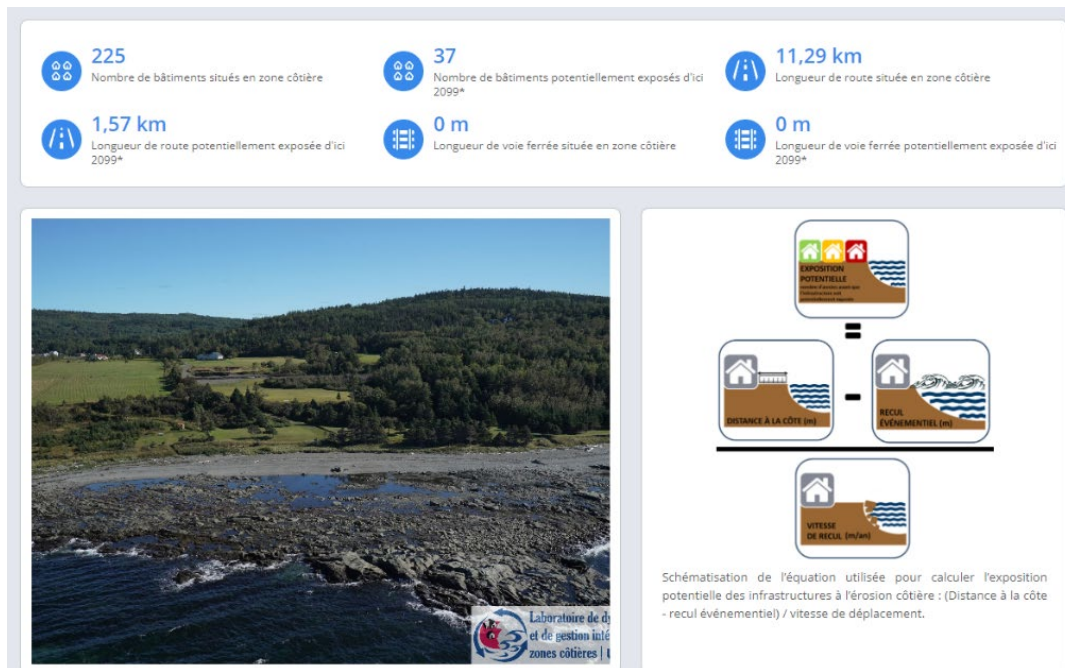 225
Nombre de bâtiments situés en zone côtière
37
Nombre de bâtiments potentiellement exposés d'ici
2099*
11,29 km
Longueur de route située en zone côtière
1,57 km
Longueur de route potentiellement exposée d'ici
2099*
0 m
Longueur de voie ferrée située en zone côtière
0 m
Longueur de voie ferrée potentiellement exposée d'ici
2099*
Laboratoire de dy
et de gestion inté
zones côtières |
EXPOSITION
POTENTIELLE
DISTANCE À LA CÔTE (m)
RECUL
ÉVÉNEMENTIEL (m)
VITESSE
DE RECUL (m/an)
Schématisation de l'équation utilisée pour calculer l'exposition
potentielle des infrastructures à l'érosion côtière : (Distance à la côte
- recul événementiel) / vitesse de déplacement.